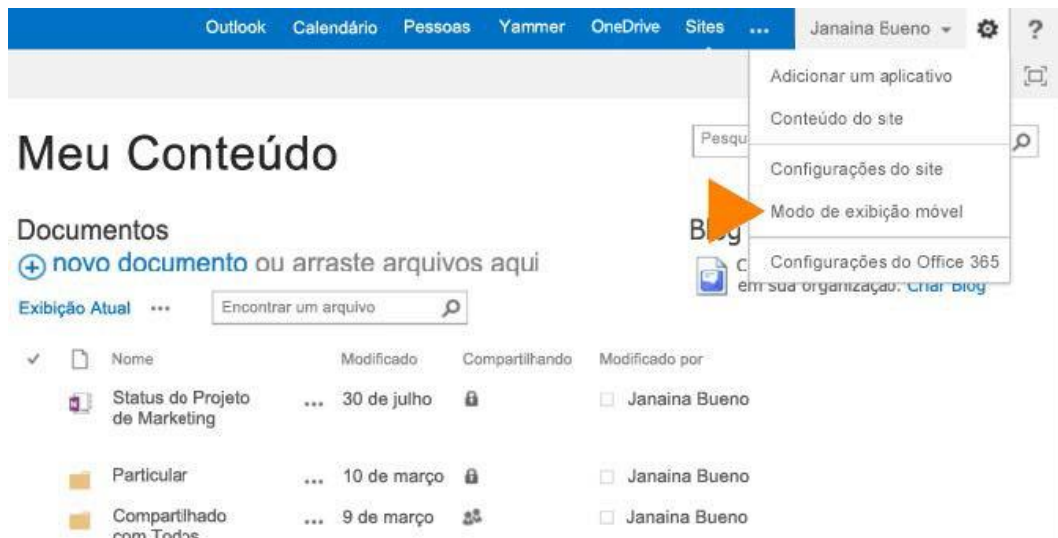 Outlook Calendário Pessoas Yammer OneDrive Sites ... Janaina Bueno ?
Adicionar um aplicativo
Conteúdo do site
Meu Conteúdo
Configurações do site
Modo de exibição móvel
Documentos
novo documento ou arraste arquivos aqui
Configurações do Office 365
em sua organização. Criar Blog
Exibição Atual ... Encontrar um arquivo
Nome Modificado Compartilhando Modificado por
Status do Projeto ... 30 de julho Janaina Bueno
de Marketing
Particular ... 10 de março Janaina Bueno
Compartilhado ... 9 de março Janaina Bueno
com Todos